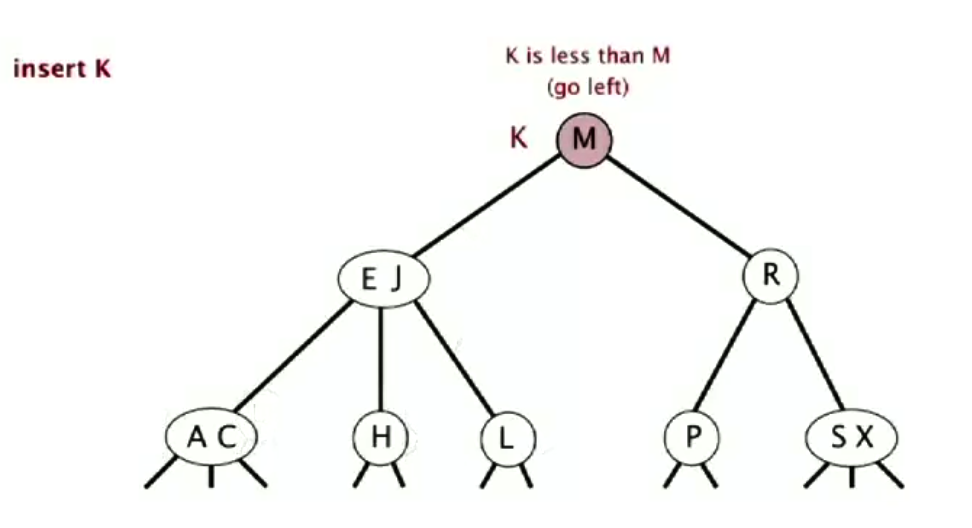 K is less than M
(go left)
insert K
K M
E J R
A C H L P S X